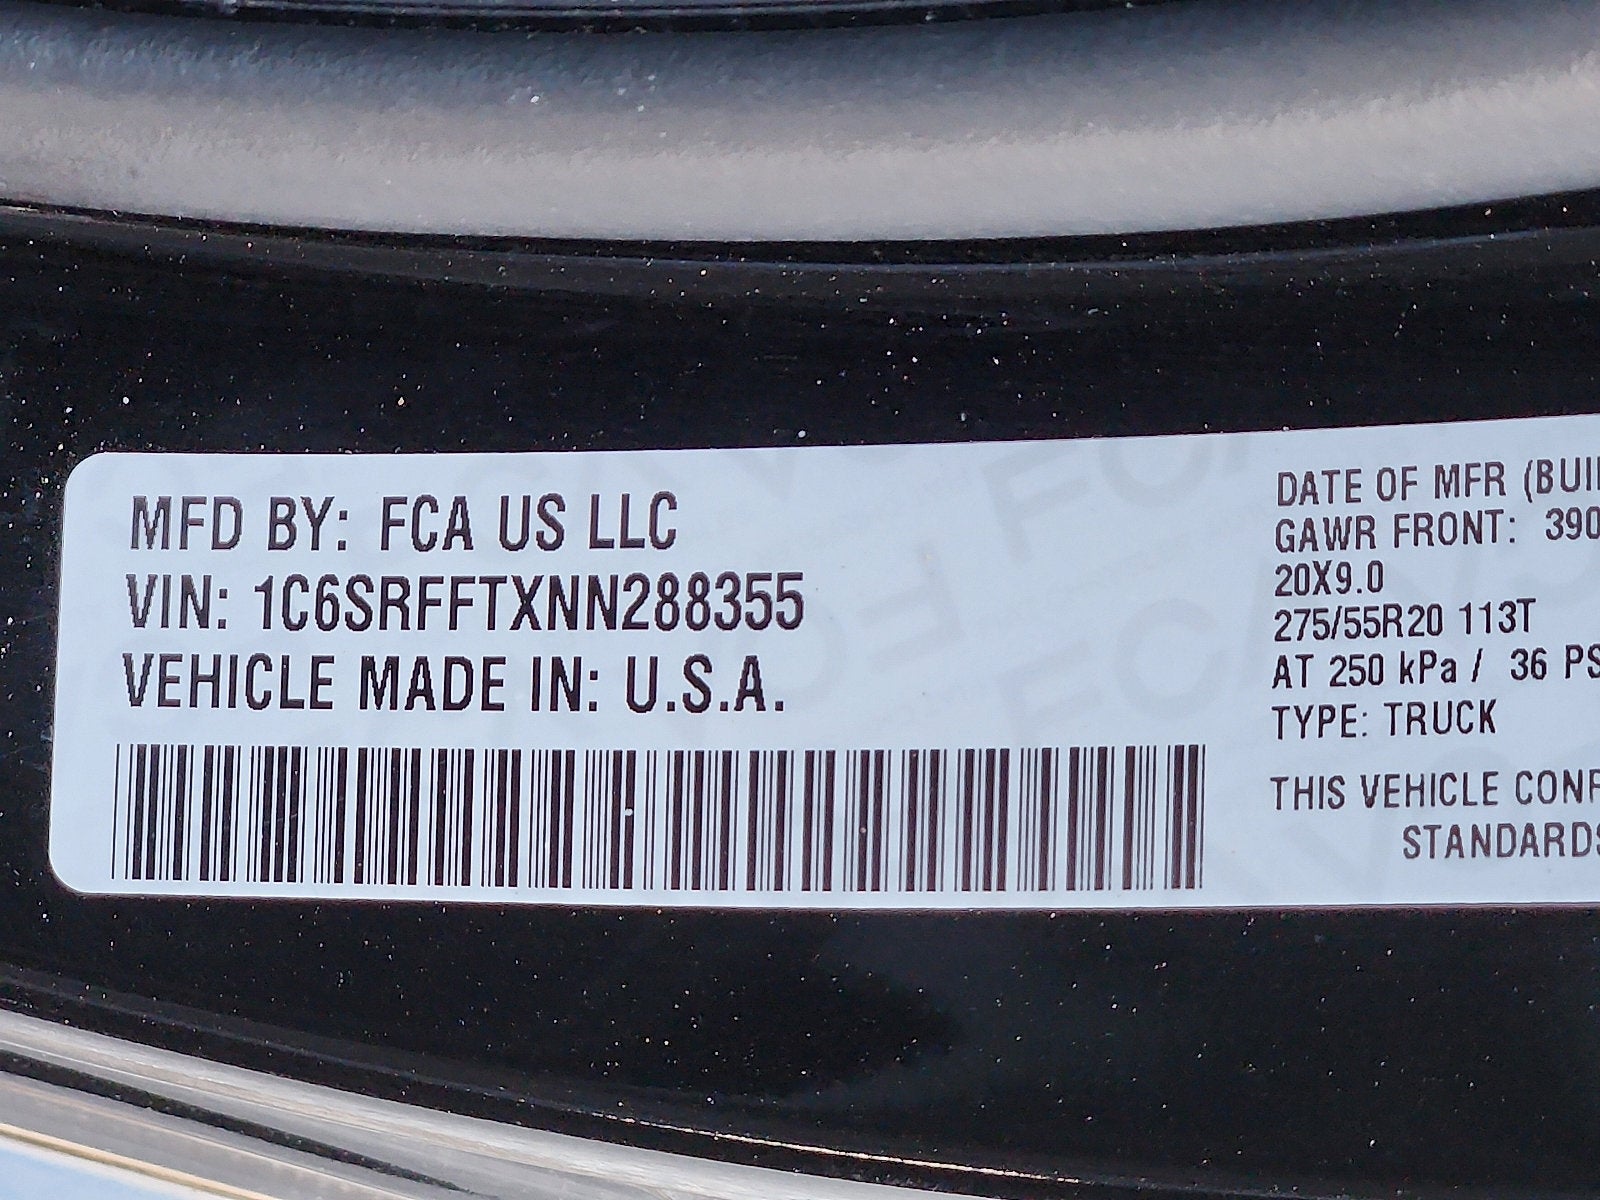 MFD BY: FCA US LLC
VIN: 1C6SRFFTXNN288355
VEHICLE MADE IN: U.S.A.
DATE OF MFR
GAWR FRONT:
20X9.0
275/55R20 113T
AT 250 kPa / 36
TYPE: TRUCK
THIS VEHICLE
STANDARDS